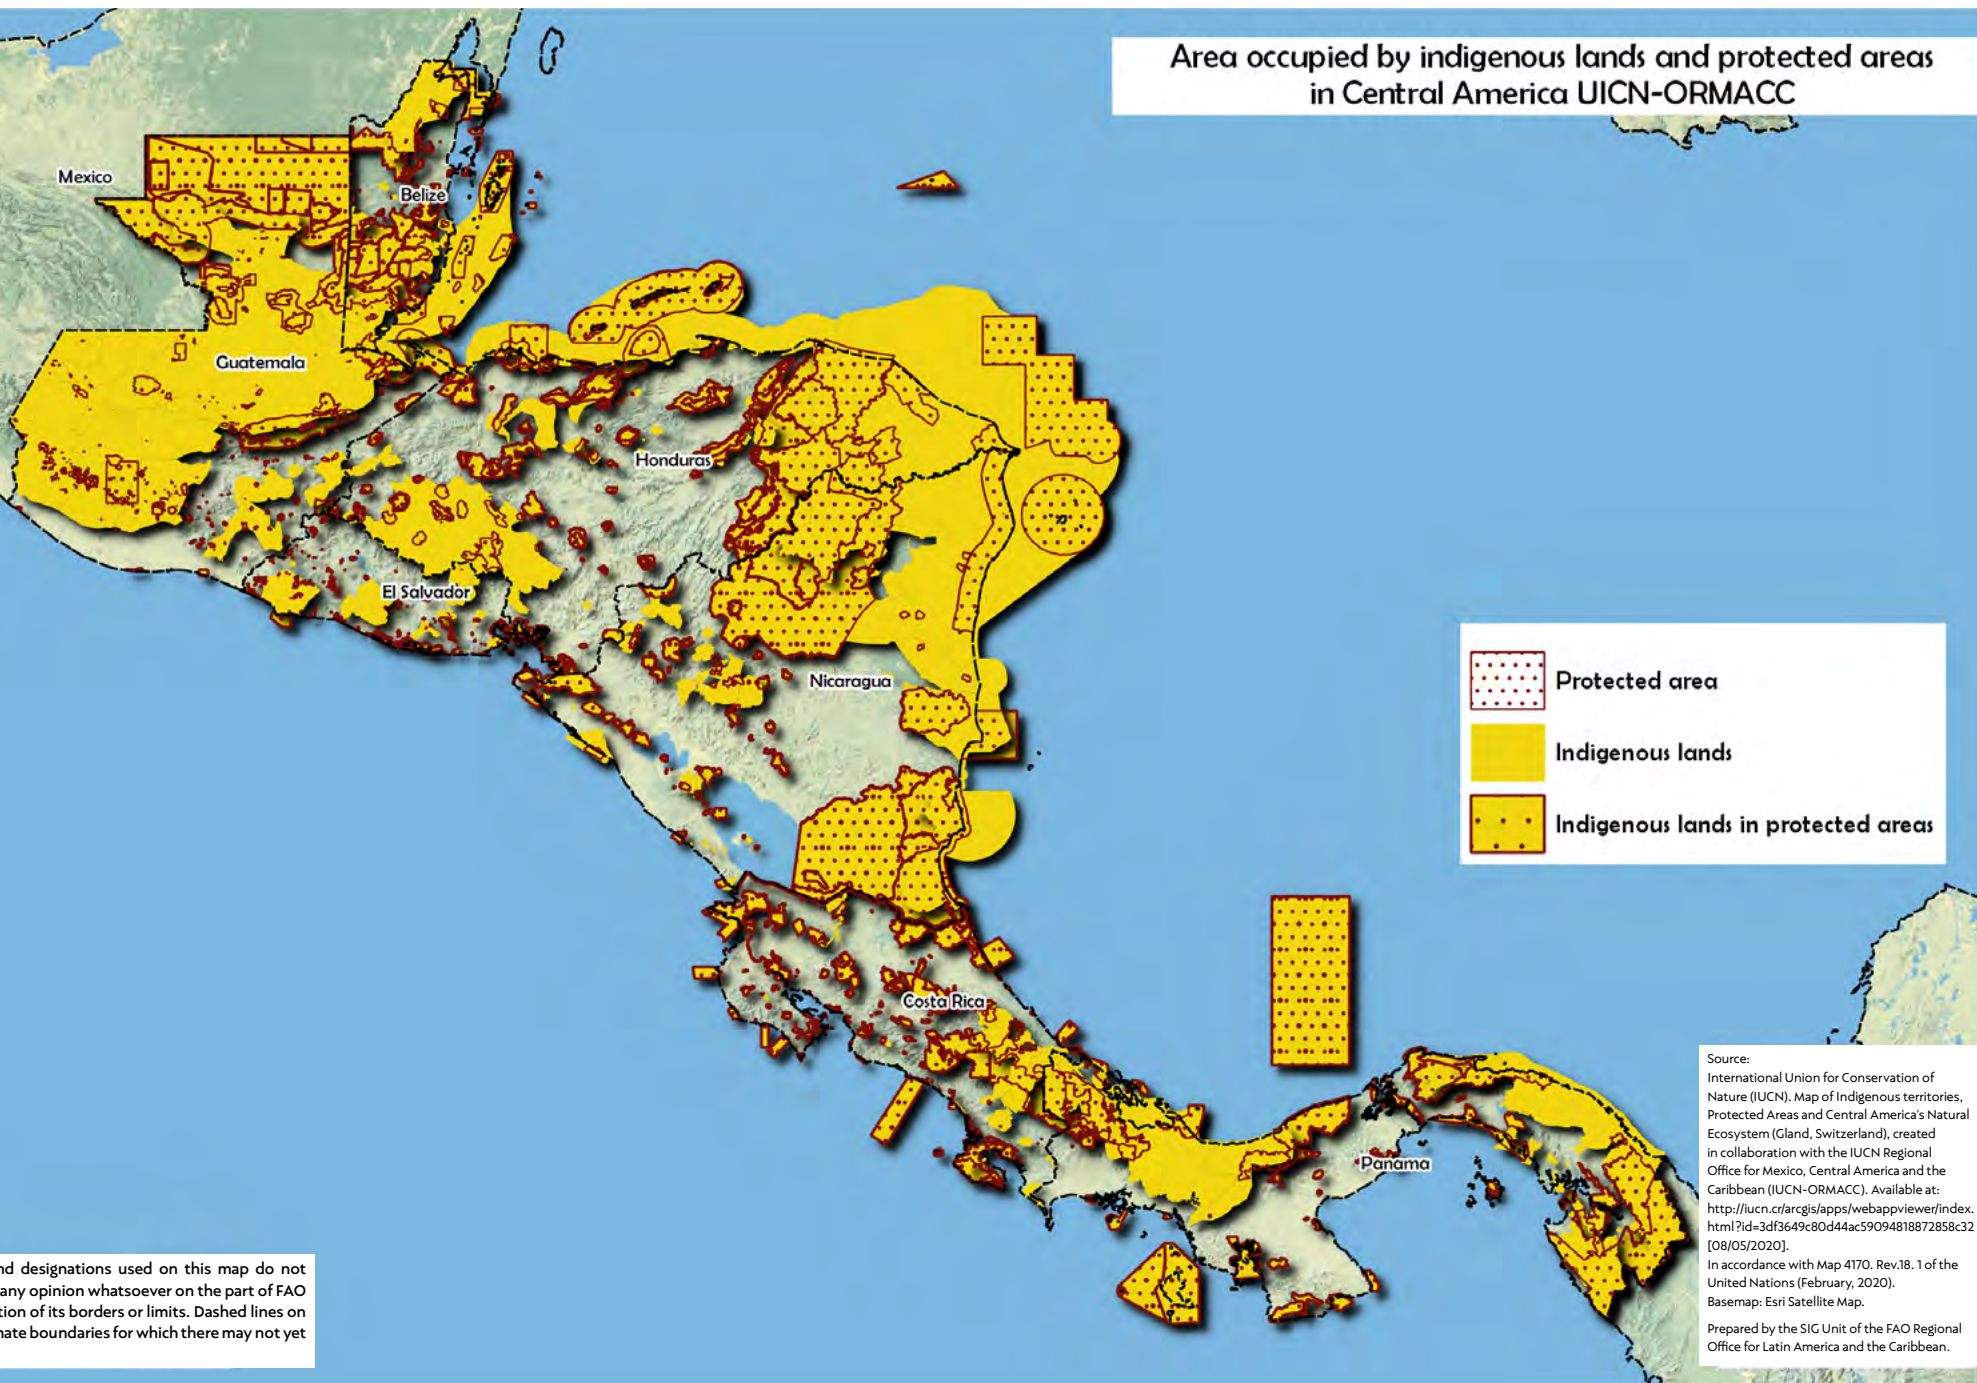 Area occupied by indigenous lands and protected areas
in Central America UICN-ORMACC
Mexico
Belize
Guatemala
Honduras
El Salvador
Nicaragua
Costa Rica
Panama
Protected area
Indigenous lands
Indigenous lands in protected areas
Source:
International Union for Conservation of
Nature (IUCN). Map of Indigenous territories,
Protected Areas and Central America's Natural
Ecosystem (Gland, Switzerland), created
in collaboration with the IUCN Regional
Office for Mexico, Central America and the
Caribbean (IUCN-ORMACC). Available at:
http://iucn.cr/arcgis/apps/webappviewer/index.
html?id=3df3649c80d44ac59094818872858c32
[08/05/2020].
In accordance with Map 4170. Rev.18. 1 of the
United Nations (February, 2020).
Basemap: Esri Satellite Map.
Prepared by the SIG Unit of the FAO Regional
Office for Latin America and the Caribbean.
nd designations used on this map do not
any opinion whatsoever on the part of FAO
tion of its borders or limits. Dashed lines on
nate boundaries for which there may not yet